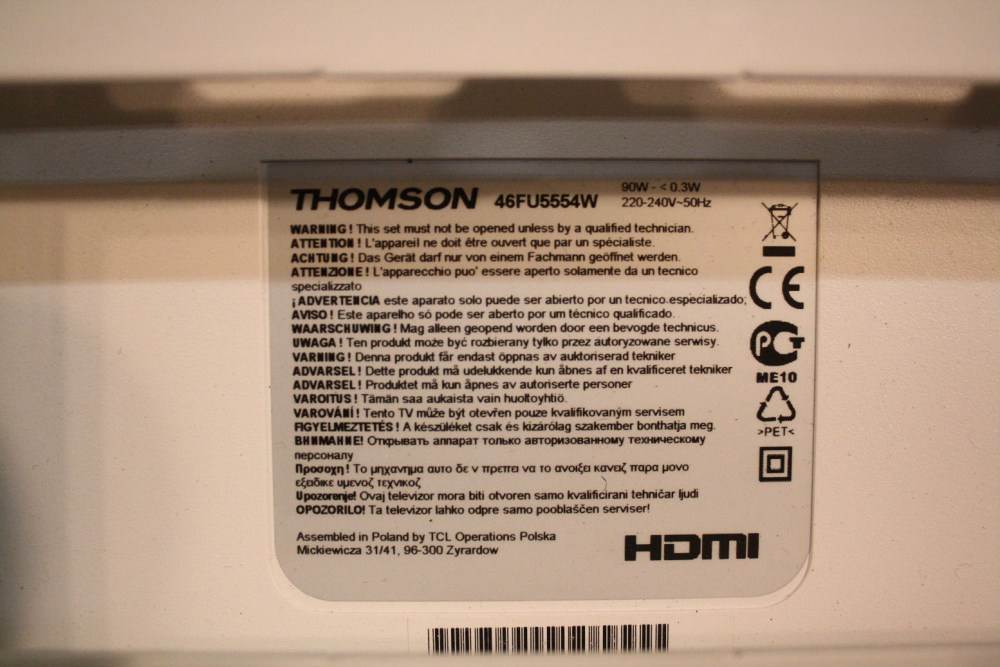 THOMSON 46FU5554W
90W - < 0.3W
220-240V~50Hz
WARNING ! This set must not be opened unless by a qualified technician.
ATTENTION ! L'appareil ne doit être ouvert que par un spécialiste.
ACHTUNG ! Das Gerät darf nur von einem Fachmann geöffnet werden.
ATTENZIONE ! L'apparecchio puo' essere aperto solamente da un tecnico
specializzato
¡ ADVERTENCIA este aparato solo puede ser abierto por un tecnico especializado;
AVISO ! Este aparelho só pode ser aberto por um técnico qualificado.
WAARSCHUWING ! Mag alleen geopend worden door een bevogde technicus.
UWAGA ! Ten produkt może być rozbierany tylko przez autoryzowane serwisy.
VARNING ! Denna produkt får endast öppnas av auktoriserad tekniker
ADVARSEL ! Dette produkt må udelukkende kun åbnes af en kvalificeret tekniker
ADVARSEL ! Produktet må kun åpnes av autoriserte personer
VAROITUS ! Tämän saa aukaista vain huoltoyhtiö.
VAROVÁNÍ ! Tento TV může být otevřen pouze kvalifikovaným servisem
FIGYELMEZTETÉS ! A készüléket csak és kizárólag szakember bonthatja meg.
ВНИМАНИЕ! Открывать аппарат только авторизованному техническому
персоналу
Προσοχη ! Το μηχανημα αυτο δε ν πρεπει να το ανοιξει κανεις παρα μονο
εξειδικε υμενος τεχνικος
Upozorenje! Ovaj televizor mora biti otvoren samo kvalificirani tehničar ljudi
OPOZORILO! Ta televizor lahko odpre samo pooblaščen serviser!
Assembled in Poland by TCL Operations Polska
Mickiewicza 31/41, 96-300 Zyrardow
HDMI
CE
PCT
ME10
>PET<